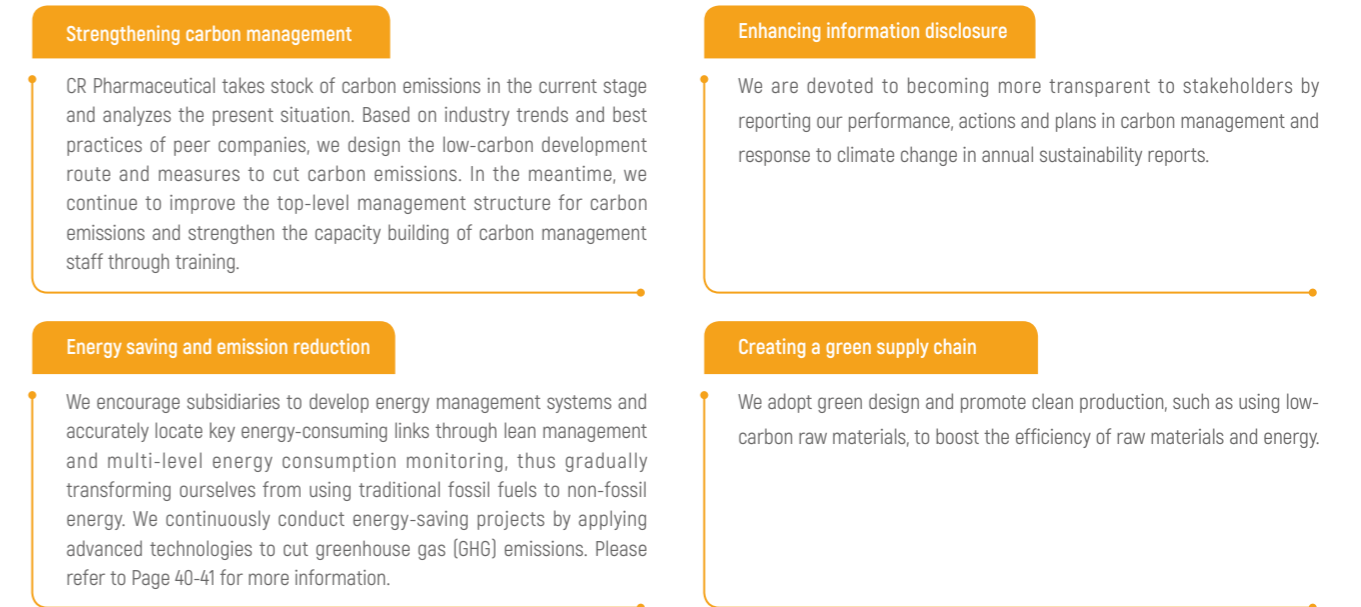 Strengthening carbon management
CR Pharmaceutical takes stock of carbon emissions in the current stage
and analyzes the present situation. Based on industry trends and best
practices of peer companies, we design the low-carbon development
route and measures to cut carbon emissions. In the meantime, we
continue to improve the top-level management structure for carbon
emissions and strengthen the capacity building of carbon management
staff through training.
Enhancing information disclosure
We are devoted to becoming more transparent to stakeholders by
reporting our performance, actions and plans in carbon management and
response to climate change in annual sustainability reports.
Energy saving and emission reduction
We encourage subsidiaries to develop energy management systems and
accurately locate key energy-consuming links through lean management
and multi-level energy consumption monitoring, thus gradually
transforming ourselves from using traditional fossil fuels to non-fossil
energy. We continuously conduct energy-saving projects by applying
advanced technologies to cut greenhouse gas (GHG) emissions. Please
refer to Page 40-41 for more information.
Creating a green supply chain
We adopt green design and promote clean production, such as using low-
carbon raw materials, to boost the efficiency of raw materials and energy.